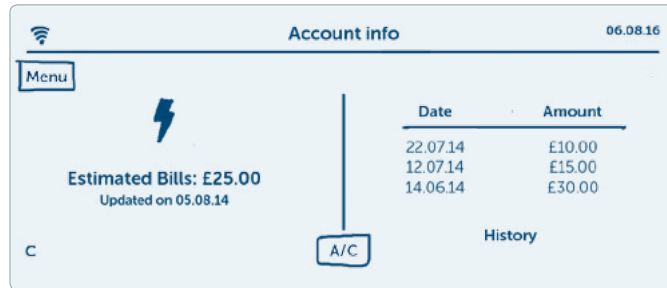 Account info 06.08.16
Menu
Date Amount
22.07.14 £10.00
12.07.14 £15.00
14.06.14 £30.00
Estimated Bills: £25.00
Updated on 05.08.14
History
C
A/C